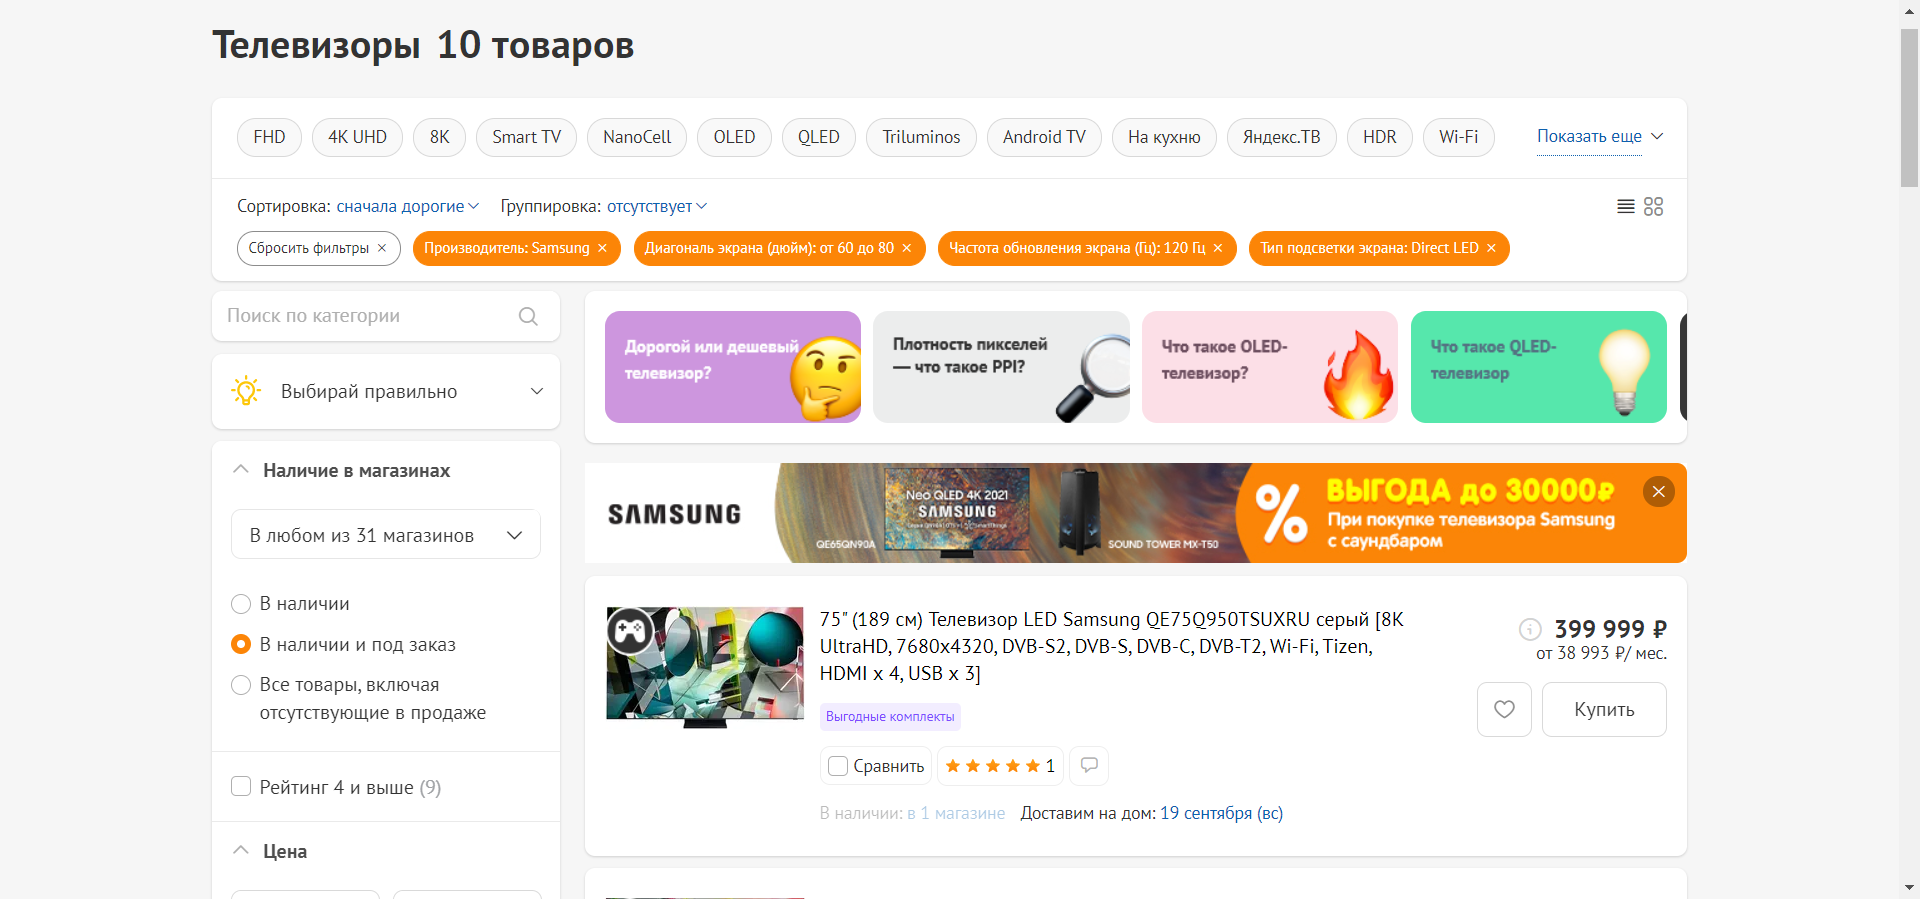 Телевизоры 10 товаров
FHD 4K UHD 8K Smart TV NanoCell OLED QLED Triluminos Android TV На кухню Яндекс.ТВ HDR Wi-Fi Показать еще
Сортировка: сначала дорогие Группировка: отсутствует
Сбросить фильтры × Производитель: Samsung × Диагональ экрана (дюйм): от 60 до 80 × Частота обновления экрана (Гц): 120 Гц × Тип подсветки экрана: Direct LED ×
Поиск по категории
Выбирай правильно
Наличие в магазинах
В любом из 31 магазинов
В наличии
В наличии и под заказ
Все товары, включая
отсутствующие в продаже
Рейтинг 4 и выше (9)
Цена
Дорогой или дешевый
телевизор?
Плотность пикселей
— что такое PPI?
Что такое OLED-
телевизор?
Что такое QLED-
телевизор
SAMSUNG
Neo QLED 4K 2021
SAMSUNG
QE65QN90A
SOUND TOWER MX-T50
%
ВЫГОДА до 30000₽
При покупке телевизора Samsung
с саундбаром
75" (189 см) Телевизор LED Samsung QE75Q950TSUXRU серый [8K
UltraHD, 7680x4320, DVB-S2, DVB-S, DVB-C, DVB-T2, Wi-Fi, Tizen,
HDMI x 4, USB x 3]
Выгодные комплекты
Сравнить 1
В наличии: в 1 магазине Доставим на дом: 19 сентября (вс)
399 999 ₽
от 38 993 ₽/ мес.
Купить